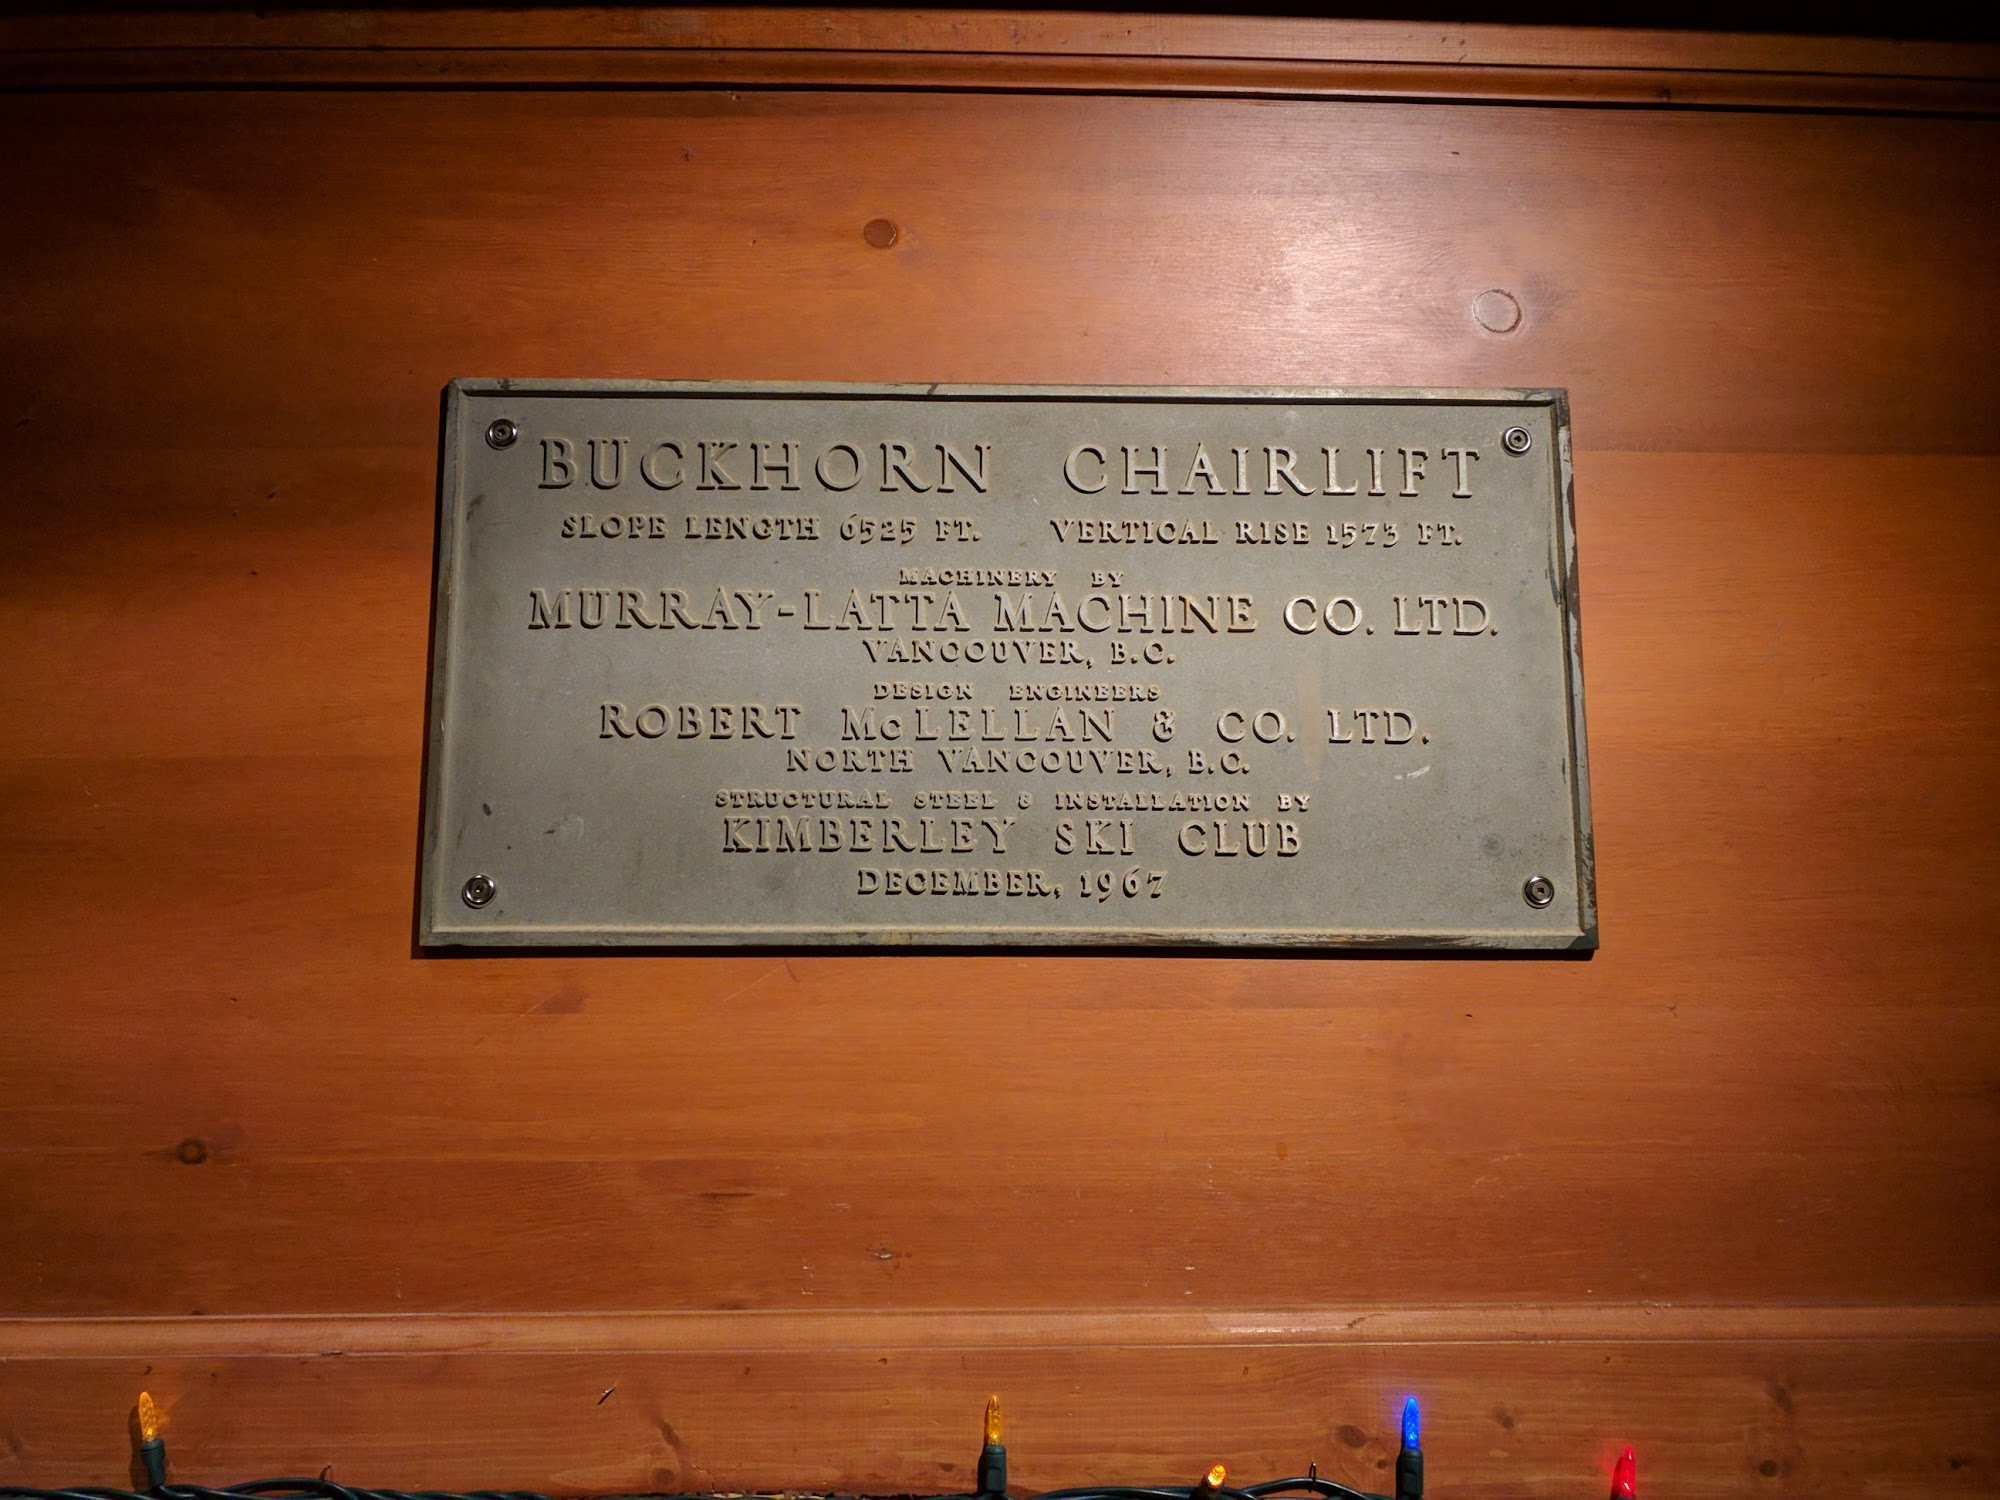 BUCKHORN CHAIRLIFT
SLOPE LENGTH 6525 FT. VERTICAL RISE 1573 FT.
MACHINERY BY
MURRAY-LATTA MACHINE CO. LTD.
VANCOUVER, B.C.
DESIGN ENGINEERS
ROBERT McLELLAN & CO. LTD.
NORTH VANCOUVER, B.C.
STRUCTURAL STEEL & INSTALLATION BY
KIMBERLEY SKI CLUB
DECEMBER, 1967